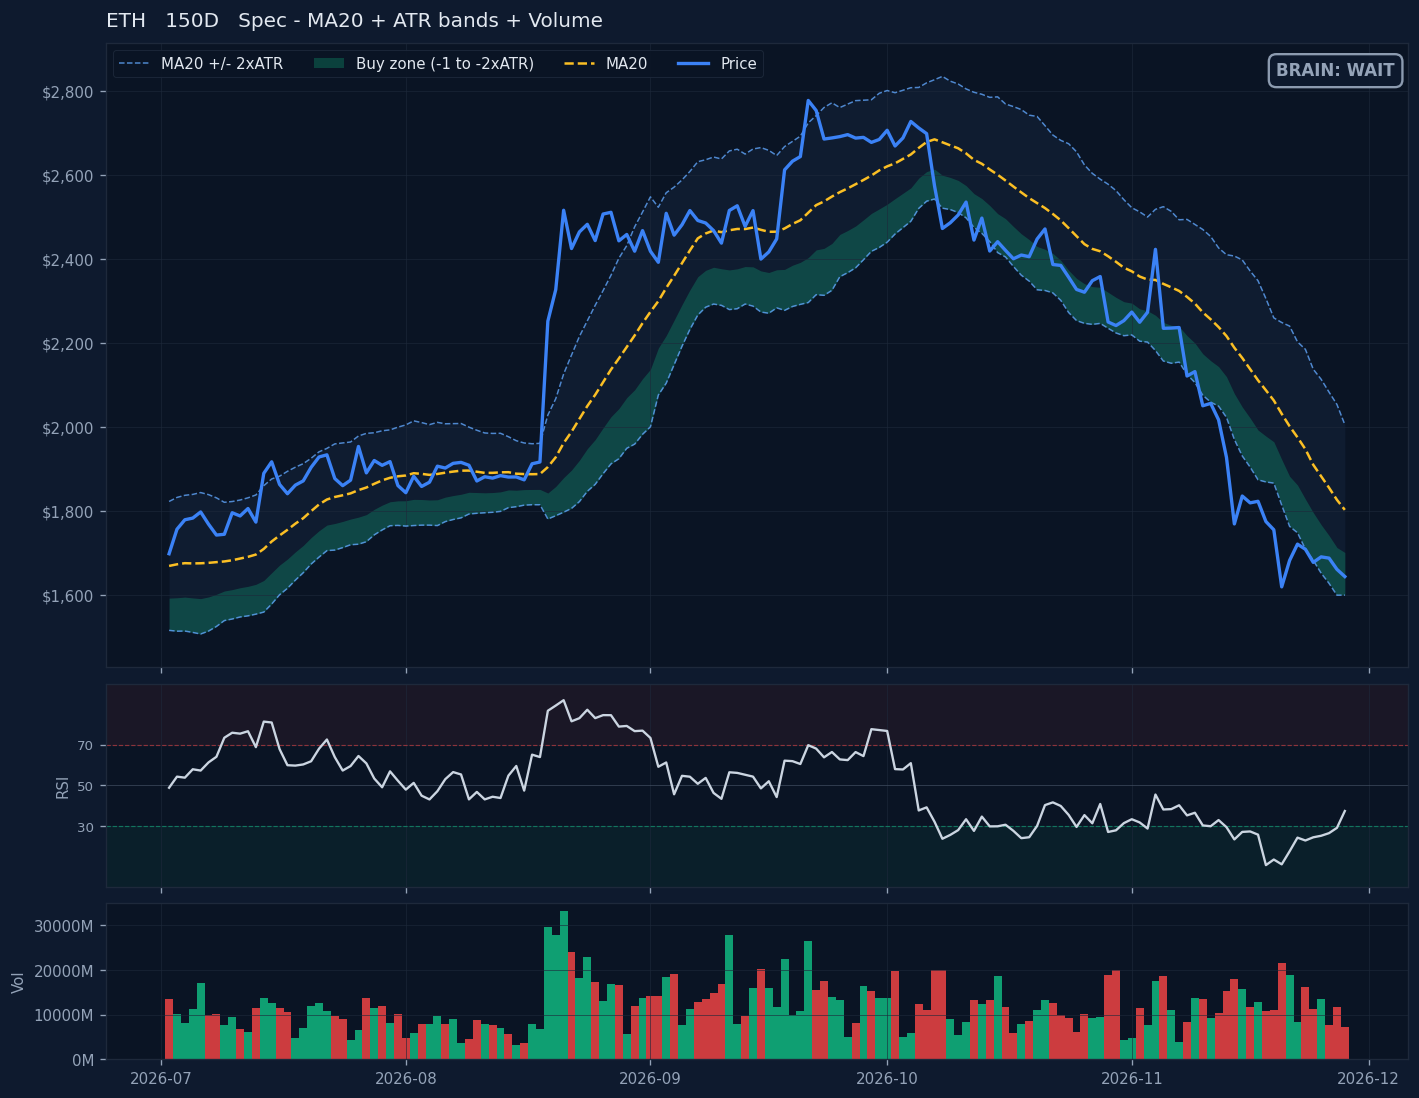 ETH   150D   Spec - MA20 + ATR bands + Volume
MA20 +/- 2xATR   Buy zone (-1 to -2xATR)   MA20   Price
BRAIN: WAIT
$2,800
$2,600
$2,400
$2,200
$2,000
$1,800
$1,600
RSI
70
50
30
Vol
30000M
20000M
10000M
0M
2026-07   2026-08   2026-09   2026-10   2026-11   2026-12